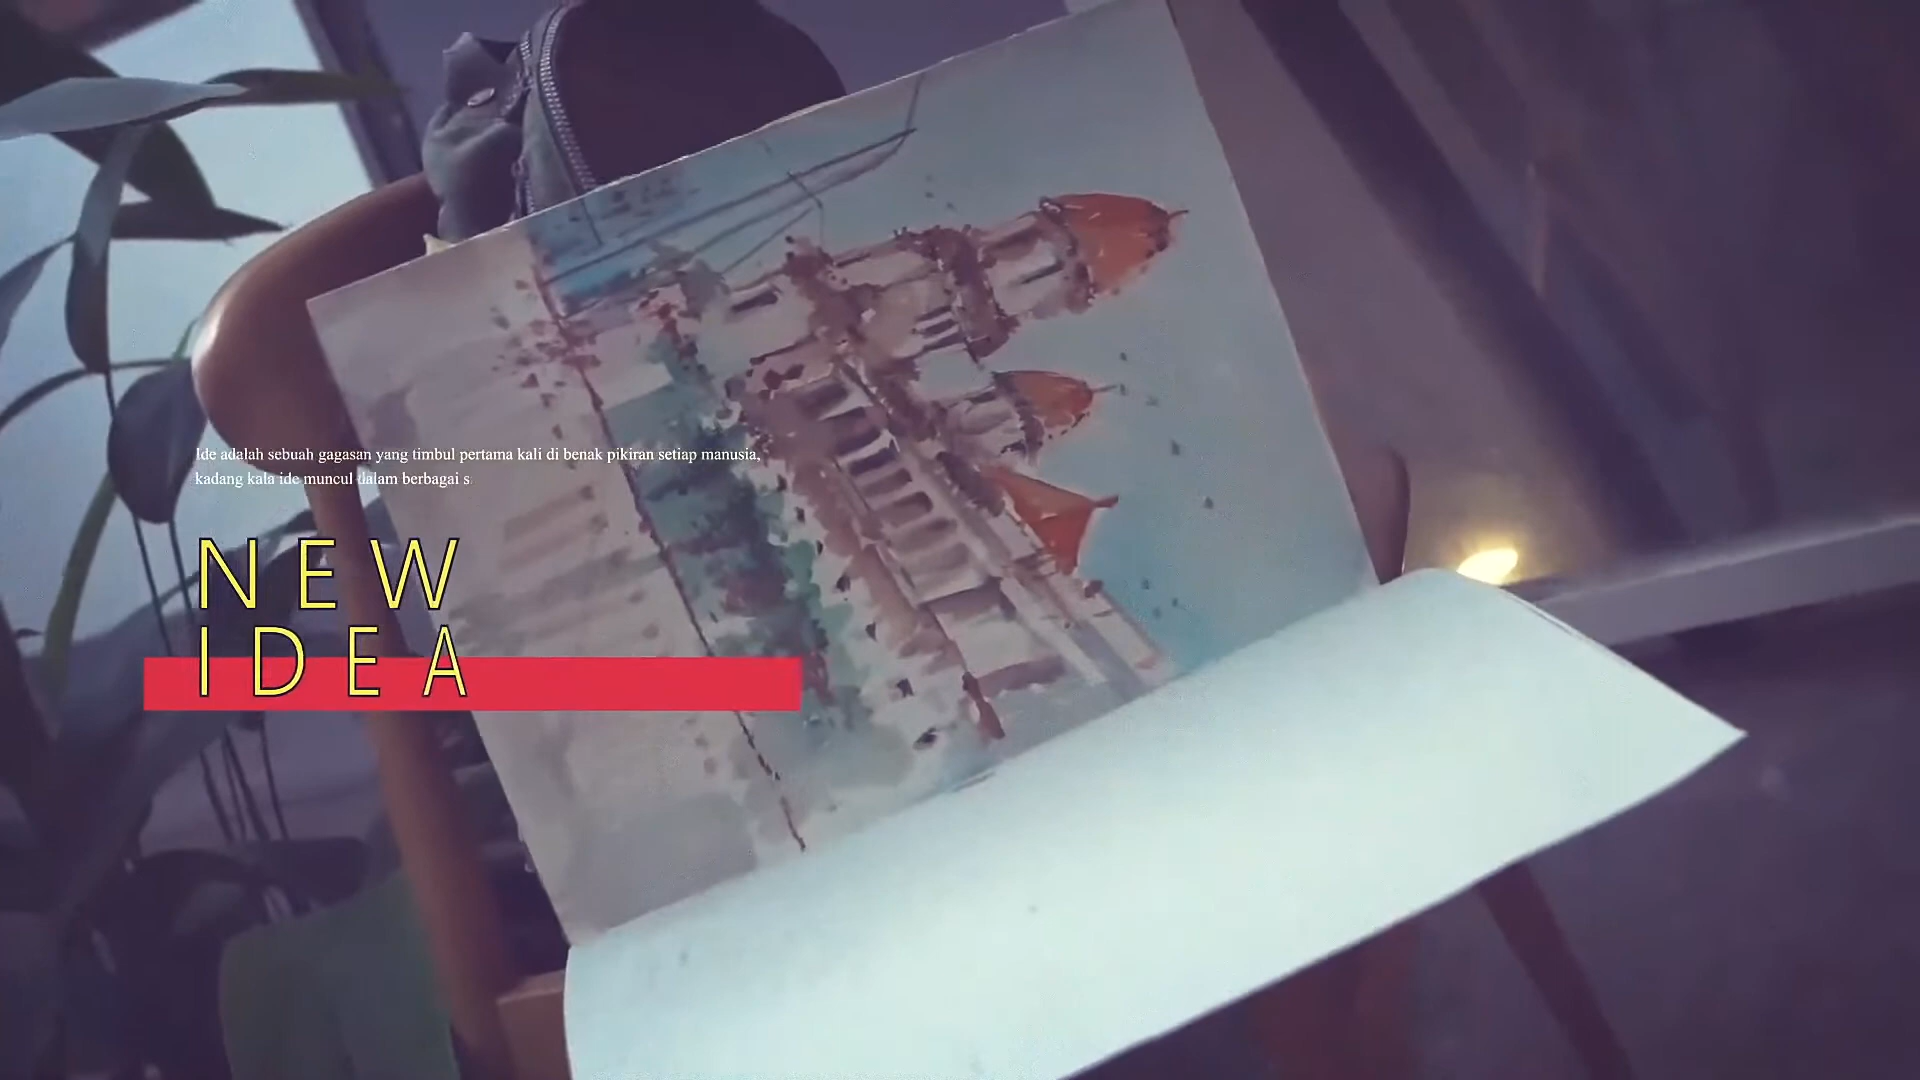 Ide adalah sebuah gagasan yang timbul pertama kali di benak pikiran setiap manusia,
kadang kala ide muncul dalam berbagai s
NEW
IDEA